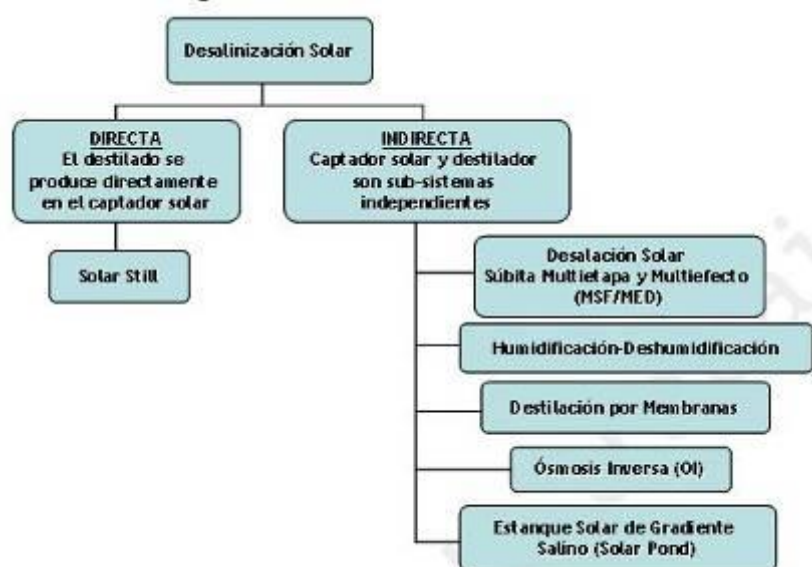 Desalinización Solar
DIRECTA
El destilado se
produce directamente
en el captador solar
INDIRECTA
Captador solar y destilador
son sub-sistemas
independientes
Solar Still
Desalación Solar
Súbita Multietapa y Multiefecto
(MSF/MED)
Humidificación-Deshumidificación
Destilación por Membranas
Ósmosis Inversa (OI)
Estanque Solar de Gradiente
Salino (Solar Pond)